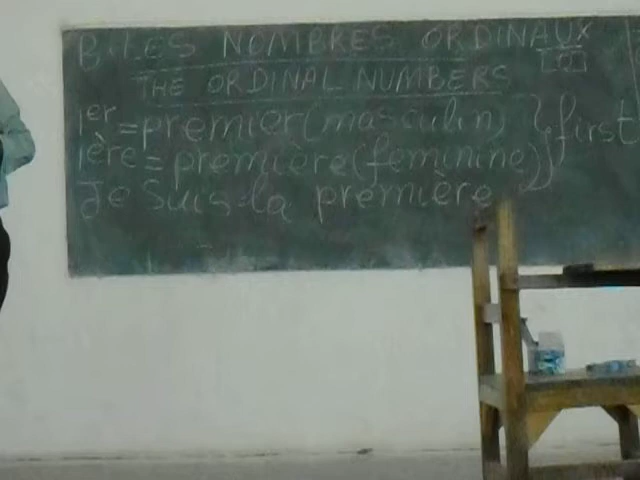 B. LES NOMBRES ORDINAUX
THE ORDINAL NUMBERS
1er = premier (masculin) } first
1ère = première (feminine)
Je Suis la première